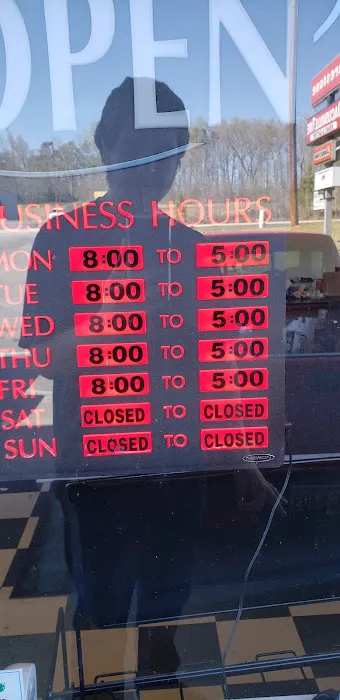 OPEN
BUSINESS HOURS
MON 8:00 TO 5:00
TUE 8:00 TO 5:00
WED 8:00 TO 5:00
THU 8:00 TO 5:00
FRI 8:00 TO 5:00
SAT CLOSED TO CLOSED
SUN CLOSED TO CLOSED